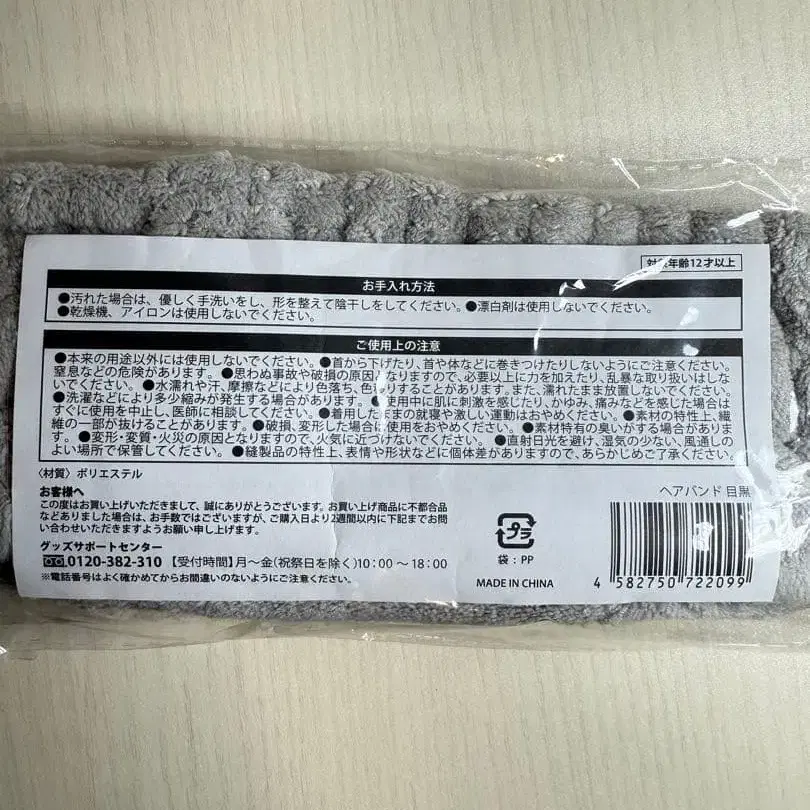 対象年齢12才以上
お手入れ方法
●汚れた場合は、優しく手洗いをし、形を整えて陰干しをしてください。●漂白剤は使用しないでください。
●乾燥機、アイロンは使用しないでください。
ご使用上の注意
●本来の用途以外には使用しないでください。●首から下げたり、首や体などに巻きつけたりしないようにご注意ください。
窒息などの危険があります。●思わぬ事故や破損の原因となりますので、必要以上に力を加えたり、乱暴な取り扱いはしな
いでください。●水濡れや汗、摩擦などにより色落ち、色移りすることがあります。また、濡れたまま放置しないでください。
●洗濯などにより多少縮みが発生する場合があります。●使用中に肌に刺激を感じたり、かゆみ、痛みなどを感じた場合は
すぐに使用を中止し、医師に相談してください。●着用したままの就寝や激しい運動はおやめください。●素材の特性上、繊
維の一部が抜けることがあります。●破損、変形した場合は使用をおやめください。●素材特有の臭いがする場合がありま
す。●変形・変質・火災の原因となりますので、火気に近づけないでください。●直射日光を避け、湿気の少ない、風通しの
よい場所で保管してください。●縫製品の特性上、表情や形状などに個体差がありますので、あらかじめご了承ください。
〈材質〉ポリエステル
お客様へ
この度はお買い上げいただきまして、誠にありがとうございます。お買い上げ商品に不都合品
などありました場合は、お手数ではございますが、ご購入日より2週間以内に下記までお問
い合わせいただきますようお願い申し上げます。
グッズサポートセンター
0120-382-310【受付時間】月～金(祝祭日を除く)10:00～18:00
※電話番号はよく確かめてからお間違いのないようにご注意ください。
ヘアバンド 目黒
プラ
袋:PP
MADE IN CHINA
4 582750 722099